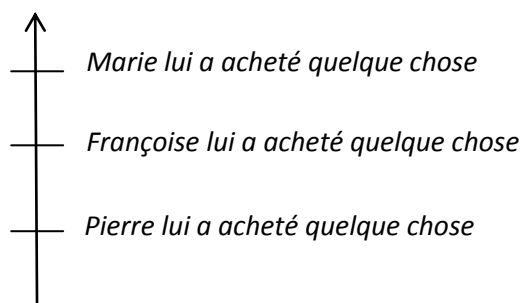 Marie lui a acheté quelque chose
Françoise lui a acheté quelque chose
Pierre lui a acheté quelque chose